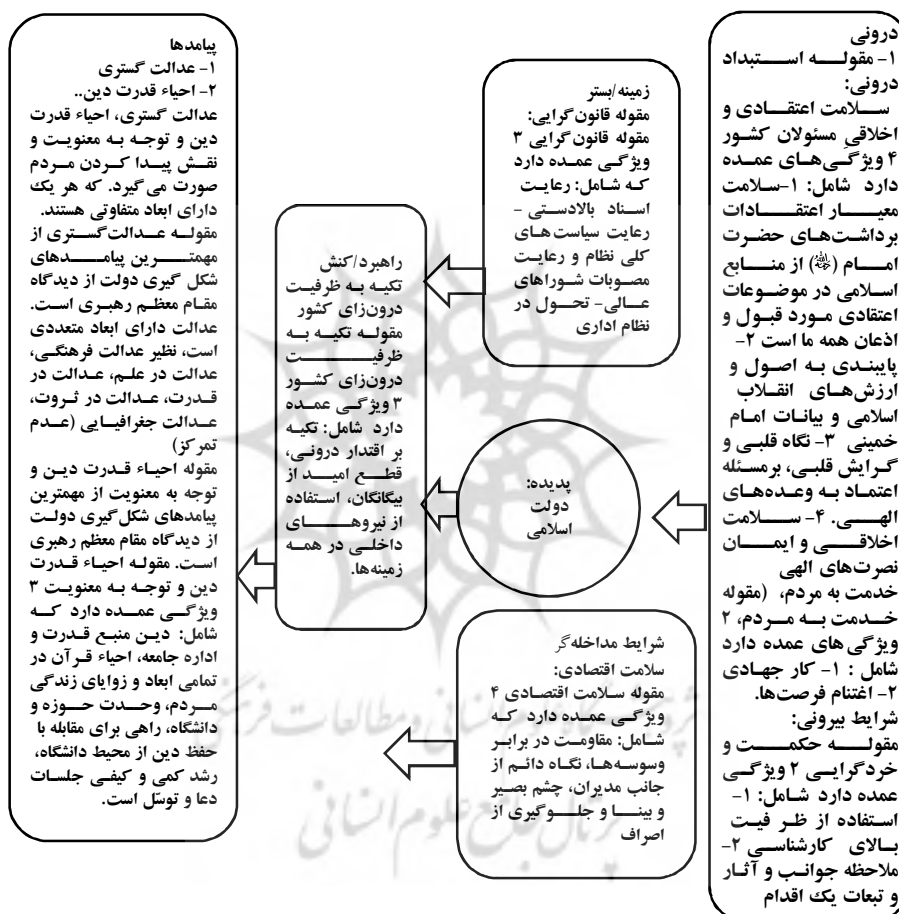 درونی
۱- مقوله استبداد
درونی:
سلامت اعتقادی و
اخلاقیِ مسئولان کشور
۴ ویژگی‌های عمده
دارد شامل: ۱-سلامت
معیار اعتقادات
برداشت‌های حضرت
امام (ﷺ) از منابع
اسلامی در موضوعات
اعتقادی مورد قبول و
اذعان همه ما است ۲-
پایبندی به اصول و
ارزش‌های انقلاب
اسلامی و بیانات امام
خمینی ۳- نگاه قلبی و
گرایش قلبی، برمسئله
اعتماد به وعده‌های
الهی. ۴- سلامت
اخلاقی و ایمان
نصرت‌های الهی
خدمت به مردم، (مقوله
خدمت به مردم، ۲
ویژگی های عمده دارد
شامل : ۱- کار جهادی
۲- اغتنام فرصت‌ها.
شرایط بیرونی:
مقوله حکمت و
خردگرایی ۲ ویژگی
عمده دارد شامل: ۱-
استفاده از ظر فیت
بالای کارشناسی ۲-
ملاحظه جوانب و آثار
و تبعات یک اقدام
زمینه/بستر
مقوله قانون‌گرایی:
مقوله قانون‌گرایی ۳
ویژگی عمده دارد
که شامل: رعایت
اسناد بالادستی -
رعایت سیاست‌های
کلی نظام و رعایت
مصوبات شوراهای
عالی- تحول در
نظام اداری
پدیده:
دولت
اسلامی
شرایط مداخله‌گر
سلامت اقتصادی:
مقوله سلامت اقتصادی ۴
ویژگی عمده دارد که
شامل: مقاومت در برابر
وسوسه‌ها، نگاه دائم از
جانب مدیران، چشم بصیر
و بینا و جلوگیری از
اصراف
راهبرد/کنش
تکیه به ظرفیت
درون‌زای کشور
مقوله تکیه به
ظرفیت
درون‌زای کشور
۳ ویژگی عمده
دارد شامل: تکیه
بر اقتدار درونی،
قطع امید از
بیگانگان، استفاده
از نیروهای
داخلی در همه
زمینه‌ها.
پیامدها
۱- عدالت گستری
۲- احیاء قدرت دین..
عدالت گستری، احیاء قدرت
دین و توجه به معنویت و
نقش پیدا کردن مردم
صورت می‌گیرد. که هر یک
دارای ابعاد متفاوتی هستند.
مقوله عدالت‌گستری از
مهمترین پیامدهای
شکل گیری دولت از دیدگاه
مقام معظم رهبری است.
عدالت دارای ابعاد متعددی
است، نظیر عدالت فرهنگی،
عدالت در علم، عدالت در
قدرت، عدالت در ثروت،
عدالت جغرافیایی (عدم
تمرکز)
مقوله احیاء قدرت دین و
توجه به معنویت از مهمترین
پیامدهای شکل‌گیری دولت
از دیدگاه مقام معظم رهبری
است. مقوله احیاء قدرت
دین و توجه به معنویت ۳
ویژگی عمده دارد که
شامل: دین منبع قدرت و
اداره جامعه، احیاء قرآن در
تمامی ابعاد و زوایای زندگی
مردم، وحدت حوزه و
دانشگاه، راهی برای مقابله با
حفظ دین از محیط دانشگاه،
رشد کمی و کیفی جلسات
دعا و توسّل است.
پژوهشگاه علوم انسانی و مطالعات فرهنگی
پرتال جامع علوم انسانی